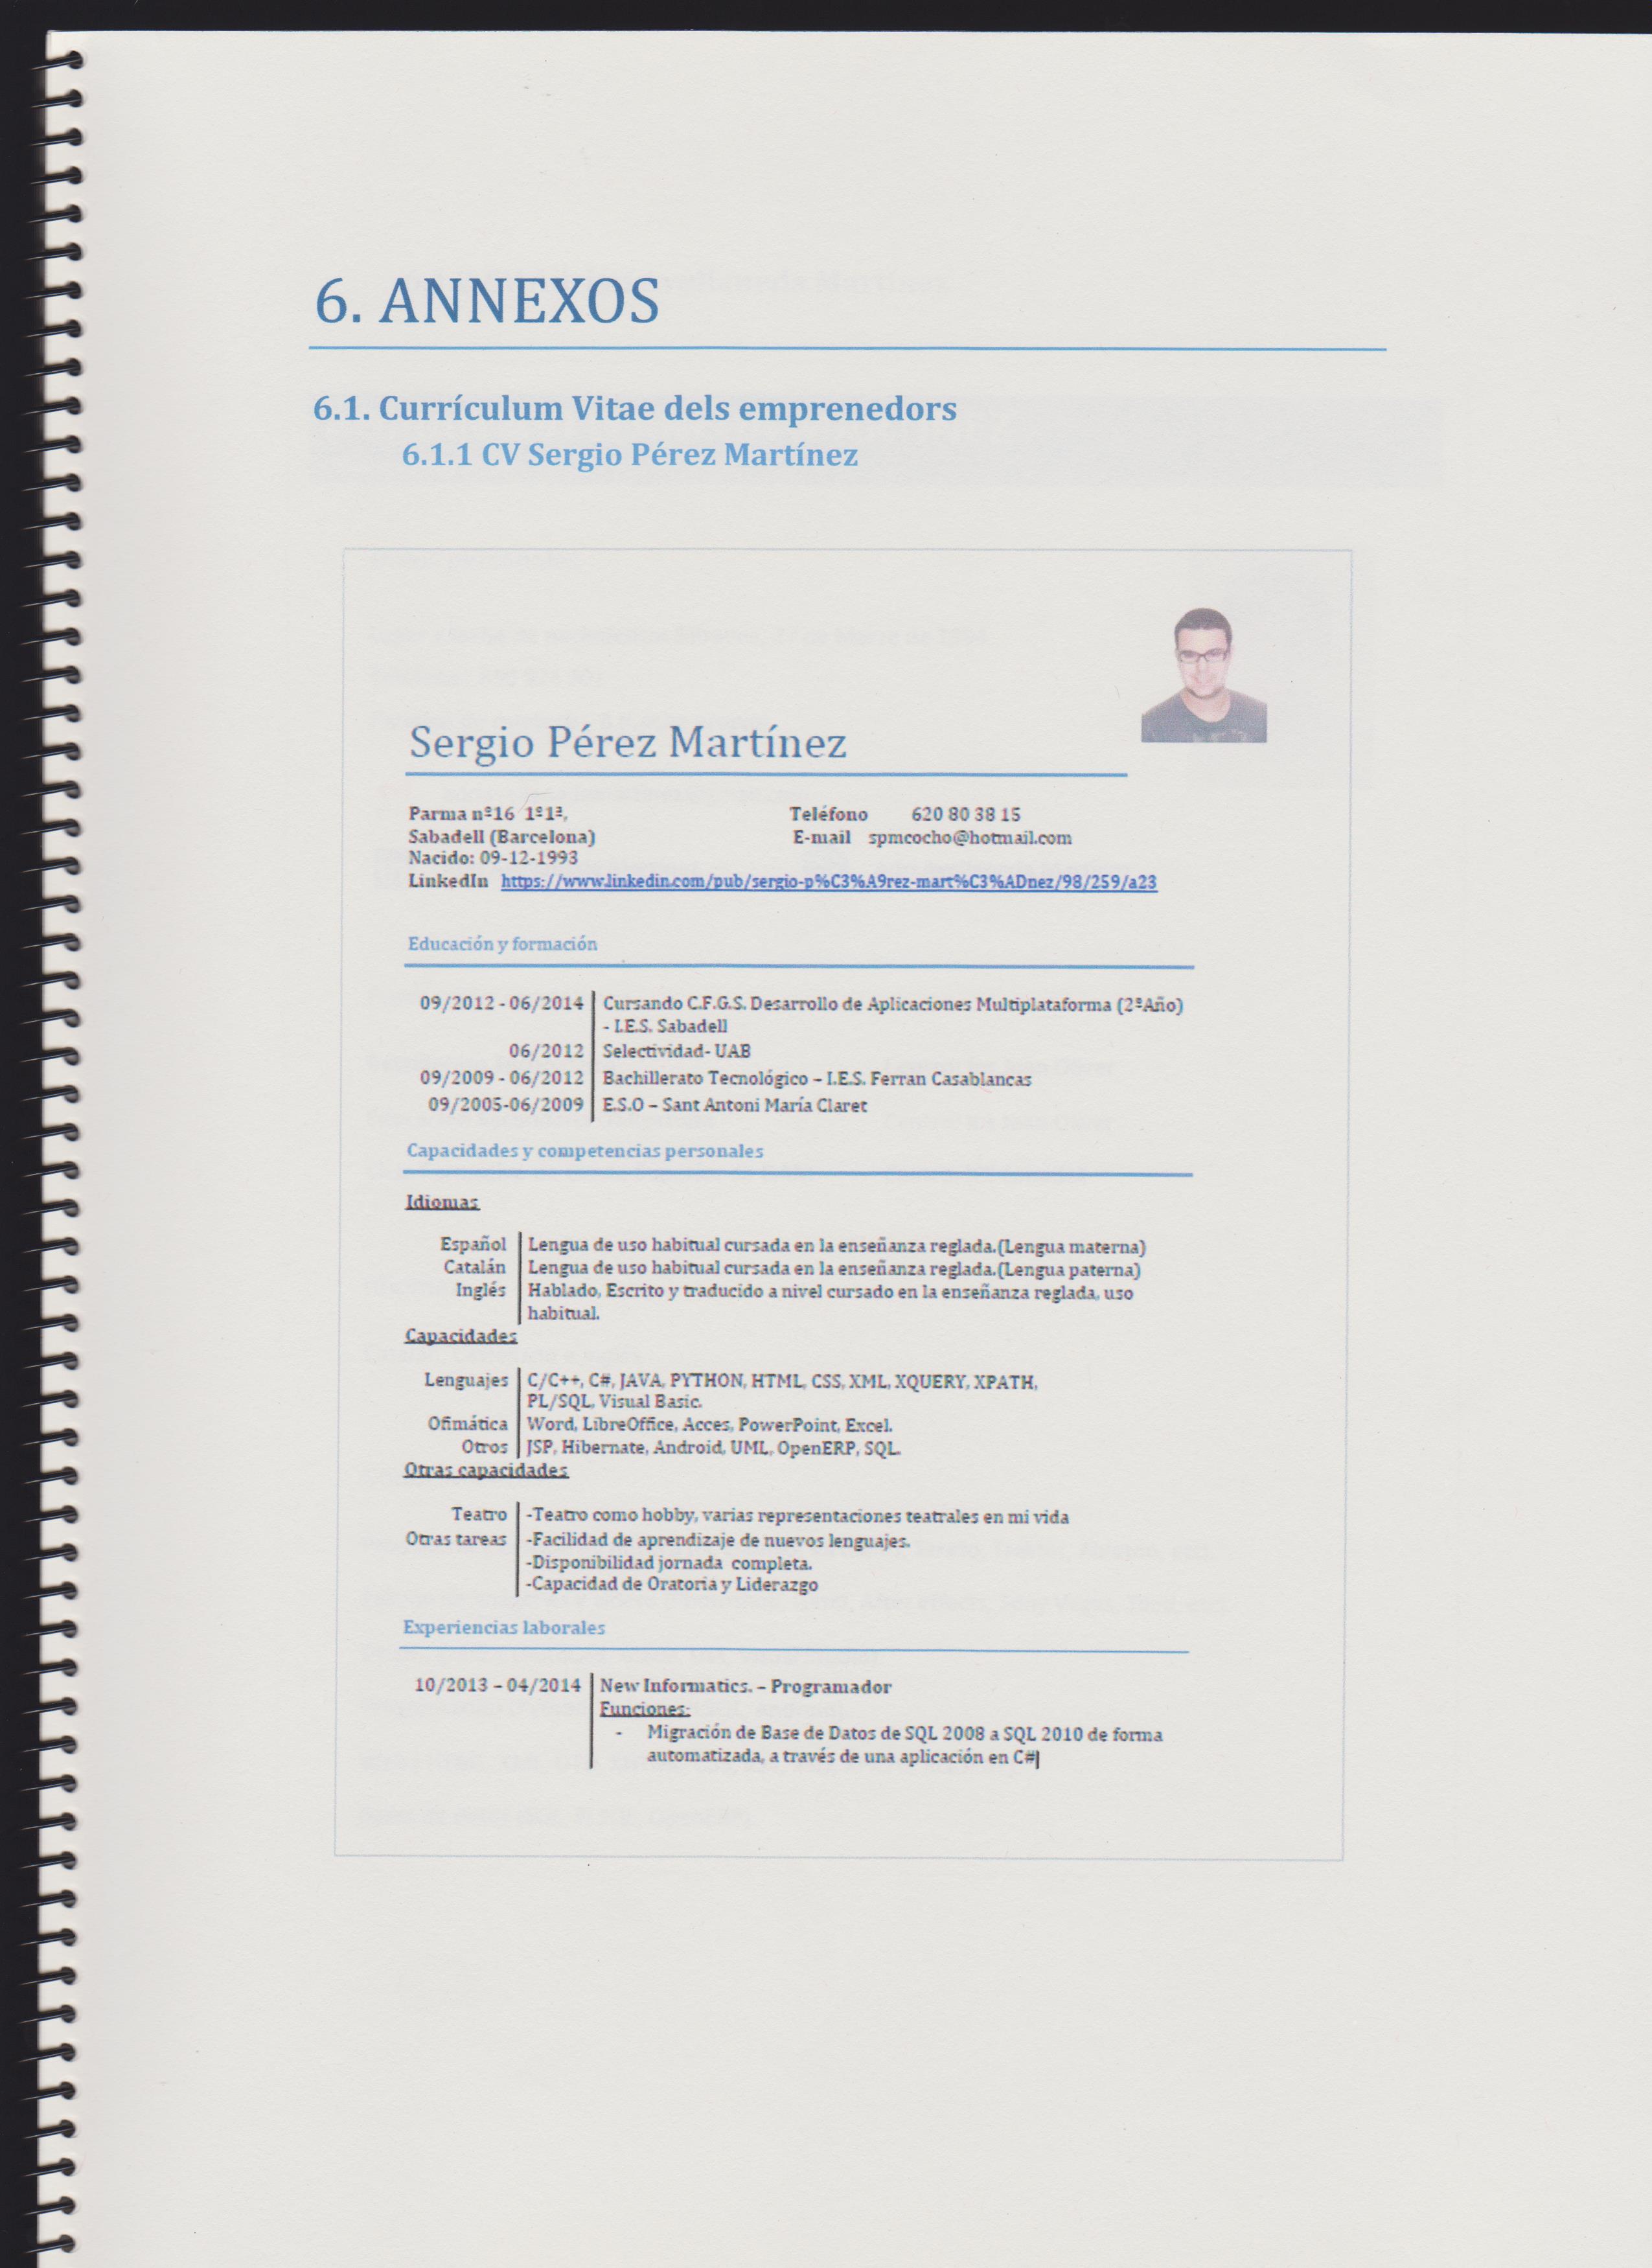 6. ANNEXOS
6.1. Currículum Vitae dels emprenedors
6.1.1 CV Sergio Pérez Martínez
Sergio Pérez Martínez
Parma nº16 1º1ª,
Teléfono 620 80 38 15
Sabadell (Barcelona)
E-mail spmcocho@hotmail.com
Nacido: 09-12-1993
LinkedIn https://www.linkedin.com/pub/sergio-p%C3%A9rez-mart%C3%ADnez/98/259/a23
Educación y formación
09/2012 - 06/2014 Cursando C.F.G.S. Desarrollo de Aplicaciones Multiplataforma (2ºAño)
- I.E.S. Sabadell
06/2012 Selectividad- UAB
09/2009 - 06/2012 Bachillerato Tecnológico – I.E.S. Ferran Casablancas
09/2005-06/2009 E.S.O – Sant Antoni María Claret
Capacidades y competencias personales
Idiomas
Español Lengua de uso habitual cursada en la enseñanza reglada.(Lengua materna)
Catalán Lengua de uso habitual cursada en la enseñanza reglada.(Lengua paterna)
Inglés Hablado, Escrito y traducido a nivel cursado en la enseñanza reglada, uso
habitual.
Capacidades
Lenguajes C/C++, C#, JAVA, PYTHON, HTML, CSS, XML, XQUERY, XPATH,
PL/SQL, Visual Basic.
Ofimática Word, LibreOffice, Acces, PowerPoint, Excel.
Otros JSP, Hibernate, Android, UML, OpenERP, SQL.
Otras capacidades
Teatro -Teatro como hobby, varias representaciones teatrales en mi vida
Otras tareas -Facilidad de aprendizaje de nuevos lenguajes.
-Disponibilidad jornada completa.
-Capacidad de Oratoria y Liderazgo
Experiencias laborales
10/2013 – 04/2014 New Informatics. – Programador
Funciones:
- Migración de Base de Datos de SQL 2008 a SQL 2010 de forma
automatizada, a través de una aplicación en C#